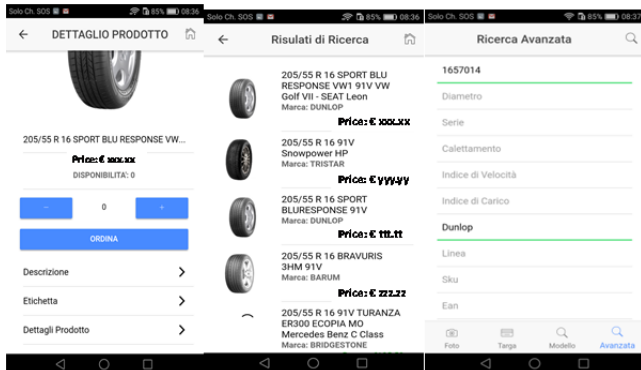 Solo Ch. SOS
85%
08:36
DETTAGLIO PRODOTTO
205/55 R 16 SPORT BLU RESPONSE VW...
Price: € xxx.xx
DISPONIBILITA': 0
-
0
+
ORDINA
Descrizione
Etichetta
Dettagli Prodotto
Solo Ch. SOS
85%
08:36
Risulati di Ricerca
205/55 R 16 SPORT BLU
RESPONSE VW1 91V VW
Golf VII - SEAT Leon
Marca: DUNLOP
Price: € xxx.xx
205/55 R 16 91V
Snowpower HP
Marca: TRISTAR
Price: € yyy.yy
205/55 R 16 SPORT
BLURESPONSE 91V
Marca: DUNLOP
Price: € ttt.tt
205/55 R 16 BRAVURIS
3HM 91V
Marca: BARUM
Price: € zzz.zz
205/55 R 16 91V TURANZA
ER300 ECOPIA MO
Mercedes Benz C Class
Marca: BRIDGESTONE
Solo Ch. SOS
85%
08:37
Ricerca Avanzata
1657014
Diametro
Serie
Calettamento
Indice di Velocità
Indice di Carico
Dunlop
Linea
Sku
Ean
Foto
Targa
Modello
Avanzata